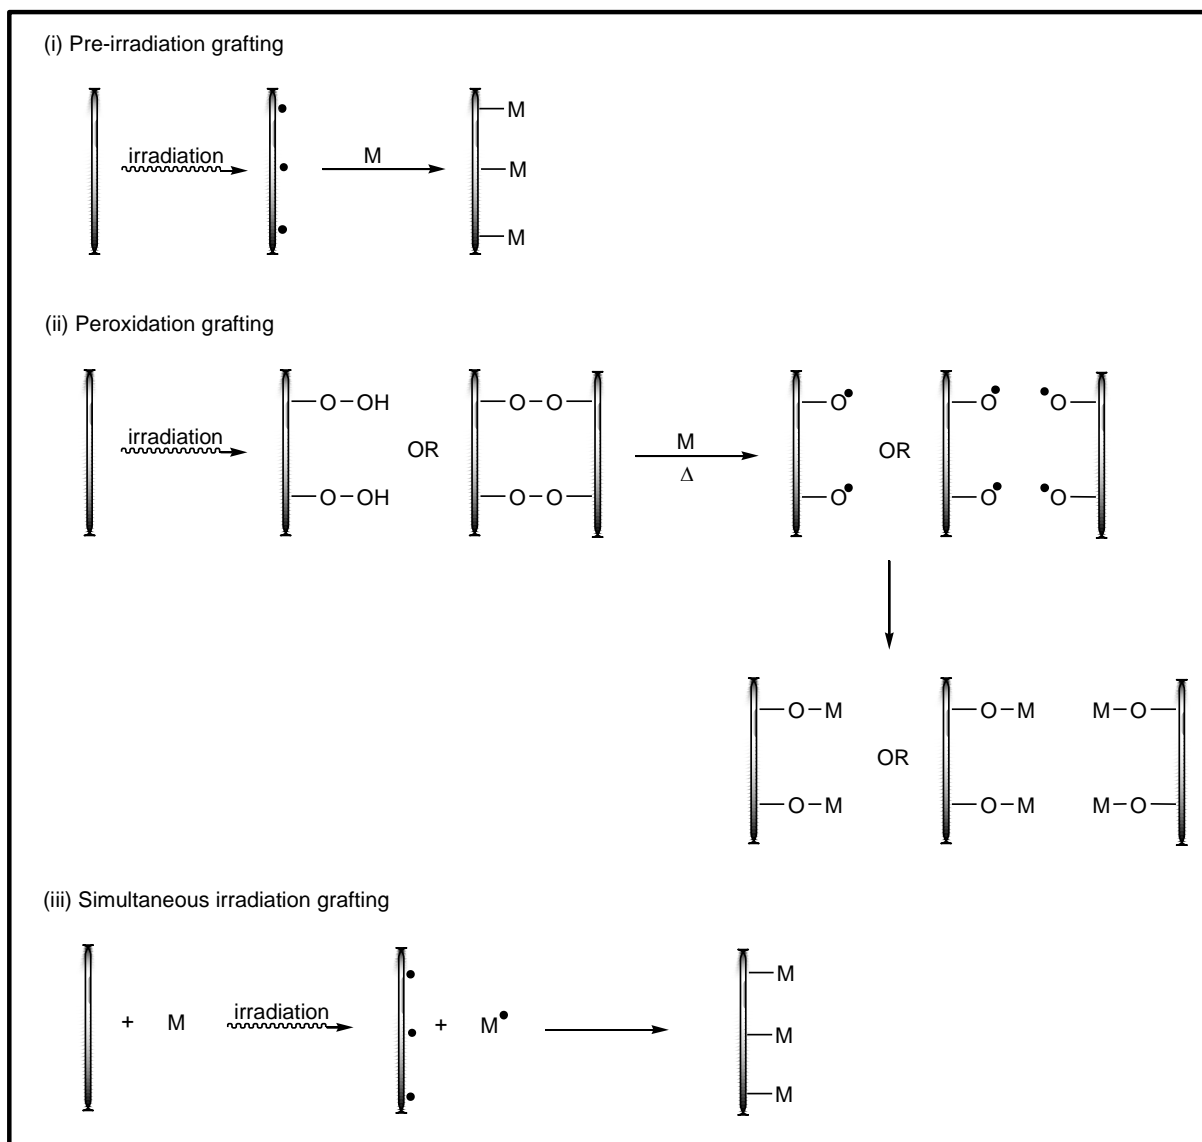 (i) Pre-irradiation grafting
M
irradiation
M
M
M
(ii) Peroxidation grafting
O OH
O O
O•
O•
•O
irradiation
OR
M
Δ
OR
O OH
O O
O•
O•
•O
O M
O M
M O
OR
O M
O M
M O
(iii) Simultaneous irradiation grafting
M
+ M
irradiation
+ M•
M
M